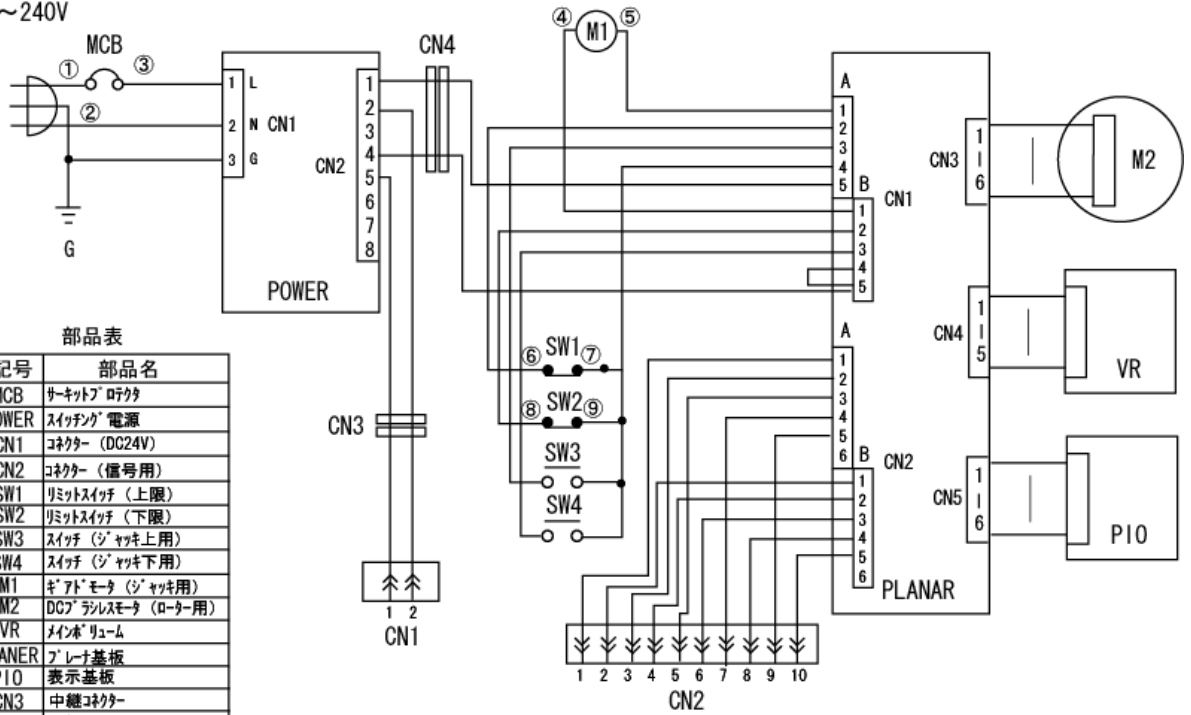 ～240V
MCB
①
③
②
1 L
2 N CN1
3 G
G
CN2
1
2
3
4
5
6
7
8
POWER
CN4
④ M1 ⑤
A
1
2
3
4
5
B
CN1
1
2
3
4
5
⑥ SW1 ⑦
⑧ SW2 ⑨
SW3
SW4
CN3
1 2
CN1
A
1
2
3
4
5
6
B
CN2
1
2
3
4
5
6
PLANAR
CN3
1
|
6
M2
CN4
1
|
5
VR
CN5
1
|
6
PIO
1 2 3 4 5 6 7 8 9 10
CN2
部品表
記号 部品名
MCB サーキットプロテクタ
OWER スイッチング電源
CN1 コネクター（DC24V）
CN2 コネクター（信号用）
SW1 リミットスイッチ（上限）
SW2 リミットスイッチ（下限）
SW3 スイッチ（ジャッキ上用）
SW4 スイッチ（ジャッキ下用）
M1 ギアドモータ（ジャッキ用）
M2 DCブラシレスモータ（ローター用）
VR メインボリューム
ANER プレーナ基板
PIO 表示基板
CN3 中継コネクター